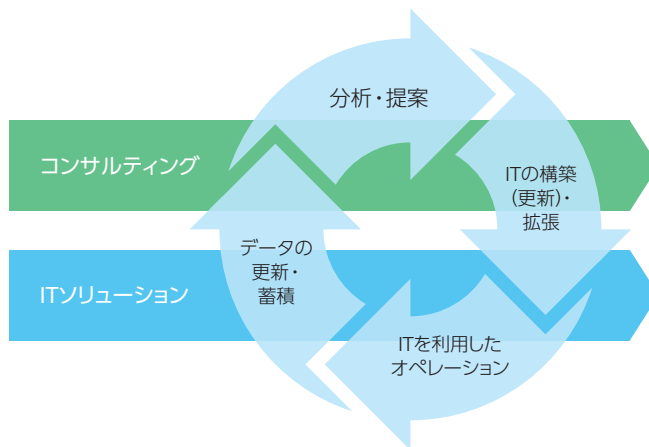 分析・提案
コンサルティング
ITの構築
(更新)・
拡張
データの
更新・
蓄積
ITソリューション
ITを利用した
オペレーション